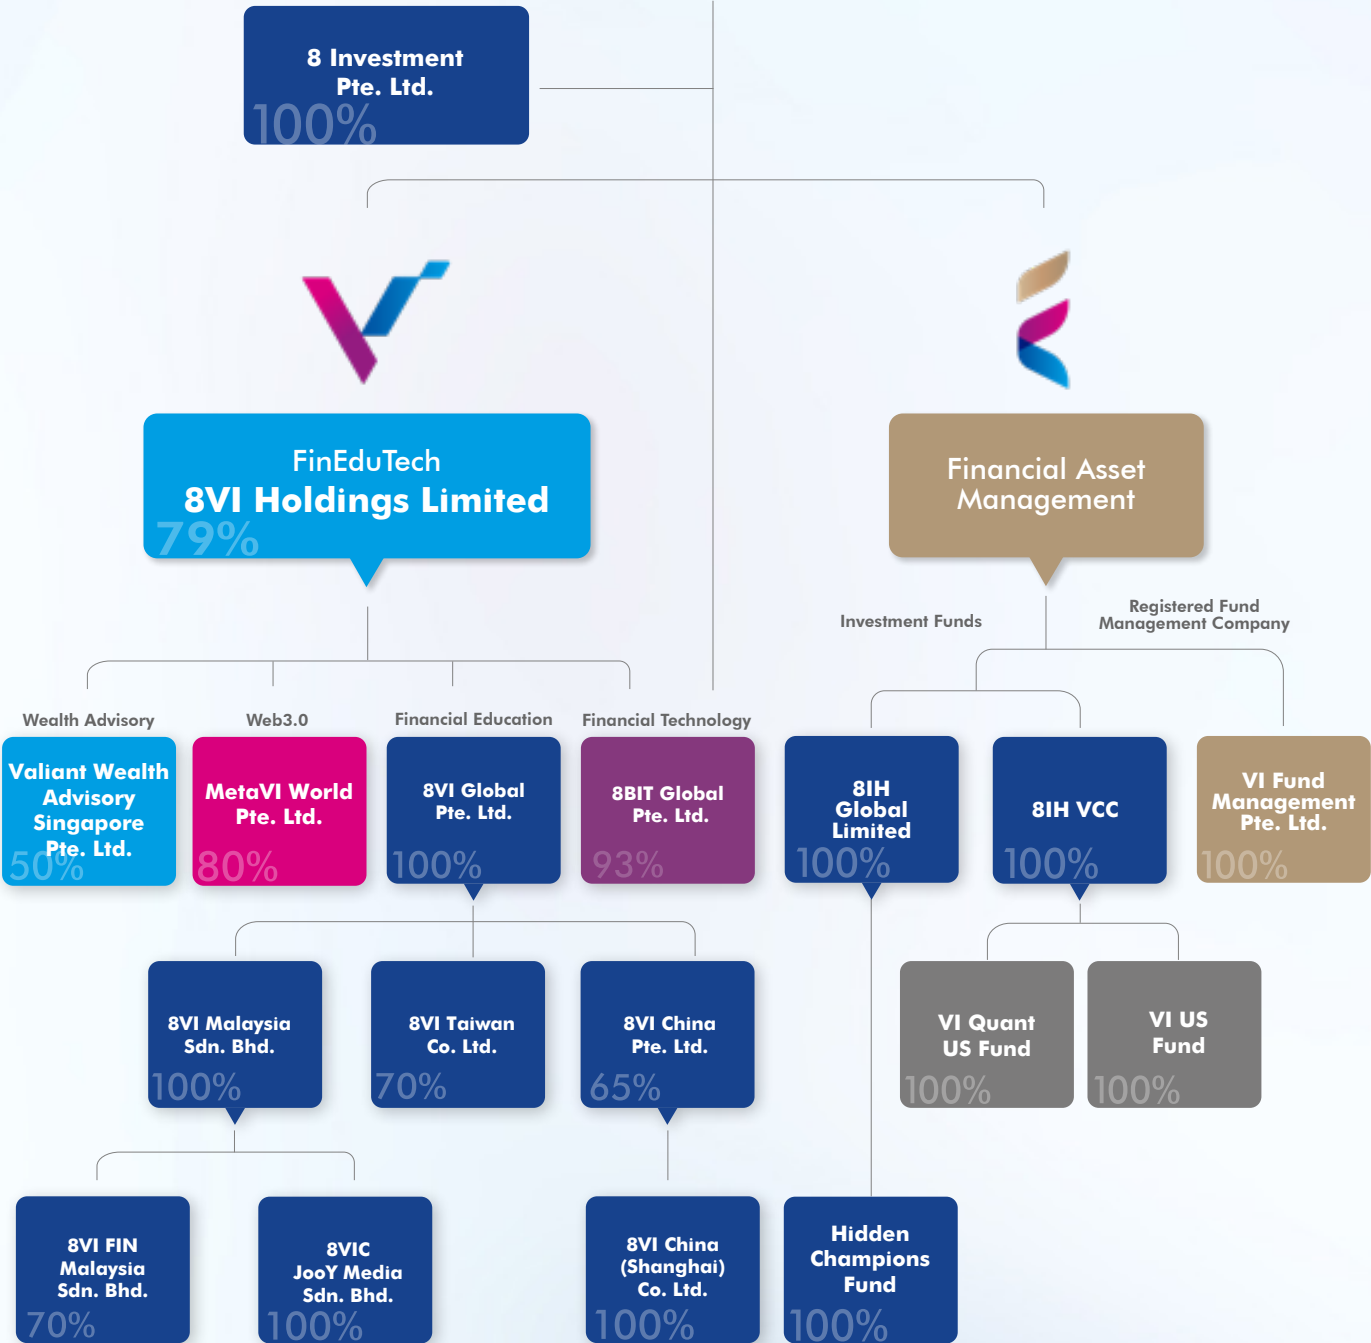 8 Investment
Pte. Ltd.
100%
FinEduTech
8VI Holdings Limited
79%
Financial Asset
Management
Investment Funds
Registered Fund
Management Company
Wealth Advisory
Web3.0
Financial Education
Financial Technology
Valiant Wealth
Advisory
Singapore
Pte. Ltd.
50%
MetaVI World
Pte. Ltd.
80%
8VI Global
Pte. Ltd.
100%
8BIT Global
Pte. Ltd.
93%
8IH
Global
Limited
100%
8IH VCC
100%
VI Fund
Management
Pte. Ltd.
100%
8VI Malaysia
Sdn. Bhd.
100%
8VI Taiwan
Co. Ltd.
70%
8VI China
Pte. Ltd.
65%
VI Quant
US Fund
100%
VI US
Fund
100%
8VI FIN
Malaysia
Sdn. Bhd.
70%
8VIC
JooY Media
Sdn. Bhd.
100%
8VI China
(Shanghai)
Co. Ltd.
100%
Hidden
Champions
Fund
100%